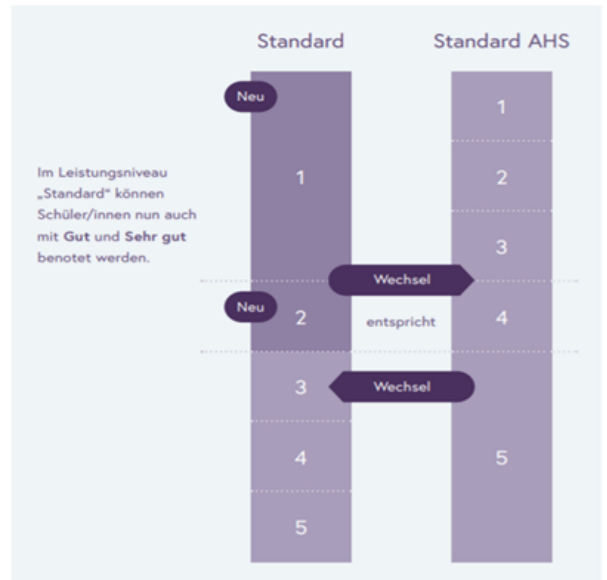 Standard
Standard AHS
Neu
1
1
2
3
Im Leistungsniveau
„Standard“ können
Schüler/innen nun auch
mit Gut und Sehr gut
benotet werden.
Wechsel
Neu
2
entspricht
4
3
Wechsel
4
5
5